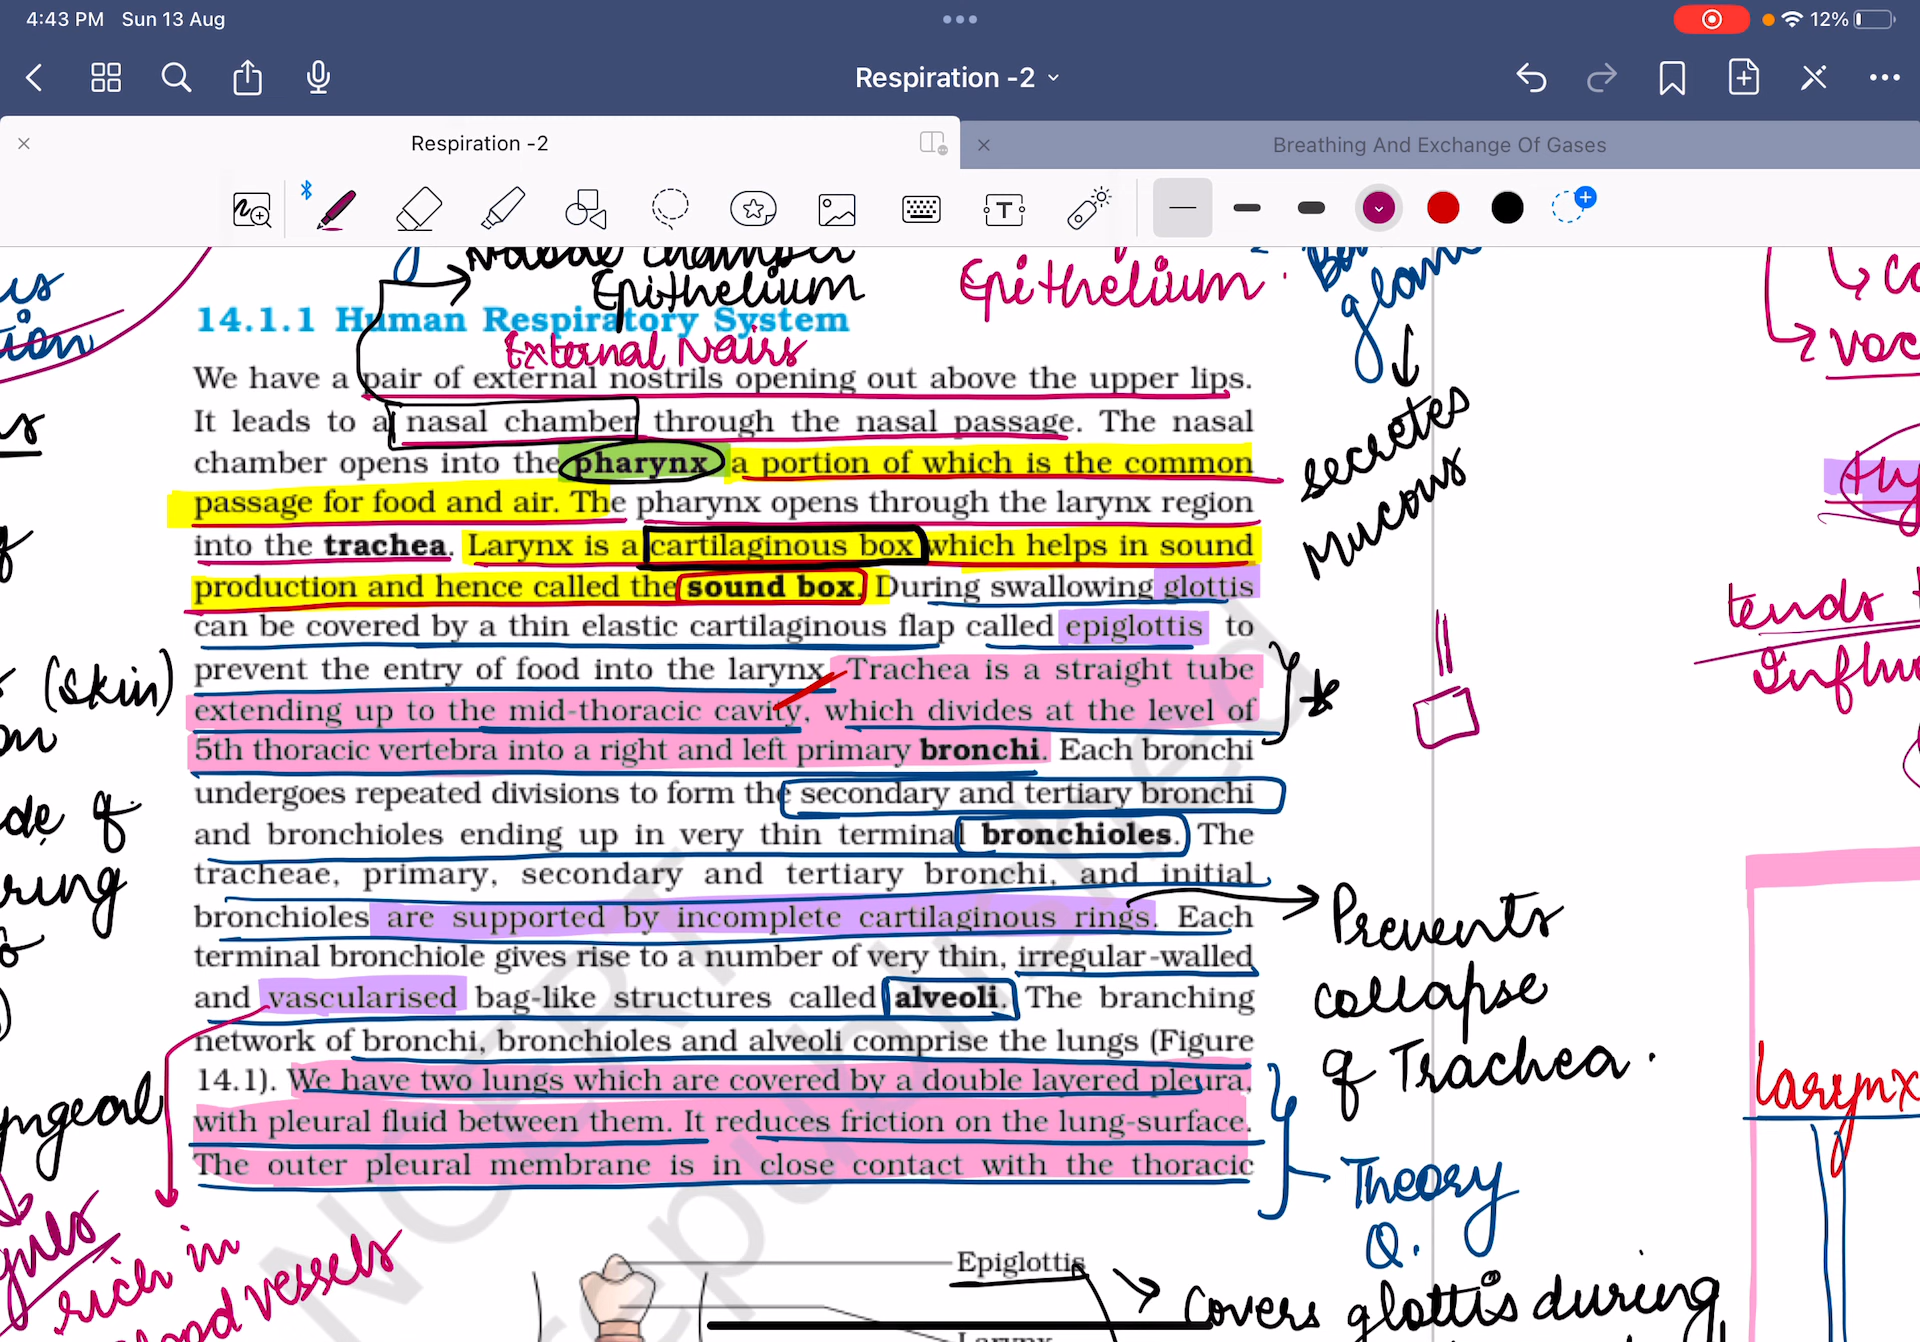 4:43 PM Sun 13 Aug
12%
Respiration -2
Respiration -2
Breathing And Exchange Of Gases
Nasal Chamber
Epithelium
Epithelium
14.1.1 Human Respiratory System
External Nairs
We have a pair of external nostrils opening out above the upper lips.
It leads to a nasal chamber through the nasal passage. The nasal
chamber opens into the pharynx, a portion of which is the common
passage for food and air. The pharynx opens through the larynx region
into the trachea. Larynx is a cartilaginous box which helps in sound
production and hence called the sound box. During swallowing glottis
can be covered by a thin elastic cartilaginous flap called epiglottis to
prevent the entry of food into the larynx. Trachea is a straight tube
extending up to the mid-thoracic cavity, which divides at the level of
5th thoracic vertebra into a right and left primary bronchi. Each bronchi
undergoes repeated divisions to form the secondary and tertiary bronchi
and bronchioles ending up in very thin terminal bronchioles. The
tracheae, primary, secondary and tertiary bronchi, and initial
bronchioles are supported by incomplete cartilaginous rings. Each
terminal bronchiole gives rise to a number of very thin, irregular-walled
and vascularised bag-like structures called alveoli. The branching
network of bronchi, bronchioles and alveoli comprise the lungs (Figure
14.1). We have two lungs which are covered by a double layered pleura,
with pleural fluid between them. It reduces friction on the lung-surface.
The outer pleural membrane is in close contact with the thoracic
secretes
mucous
(skin)
tends
Prevents
collapse
of Trachea.
Theory
Q.
larynx
rich in
blood vessels
Epiglottis
Covers glottis during
Larynx